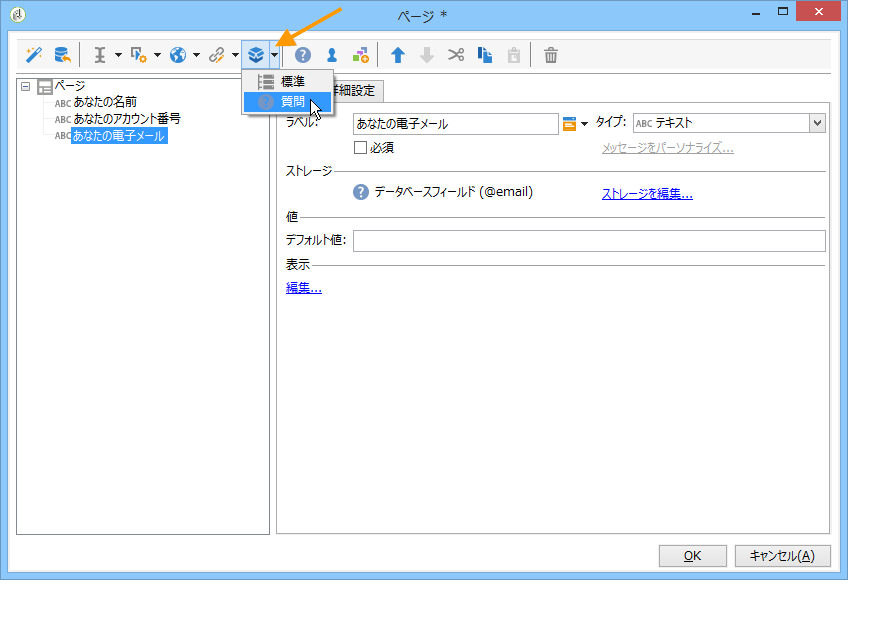 ページ *
標準
質問
ページ
ABC あなたの名前
ABC あなたのアカウント番号
ABC あなたの電子メール
詳細設定
ラベル: あなたの電子メール タイプ: ABC テキスト
必須 メッセージをパーソナライズ...
ストレージ
データベースフィールド (@email) ストレージを編集...
値
デフォルト値:
表示
編集...
OK キャンセル(A)